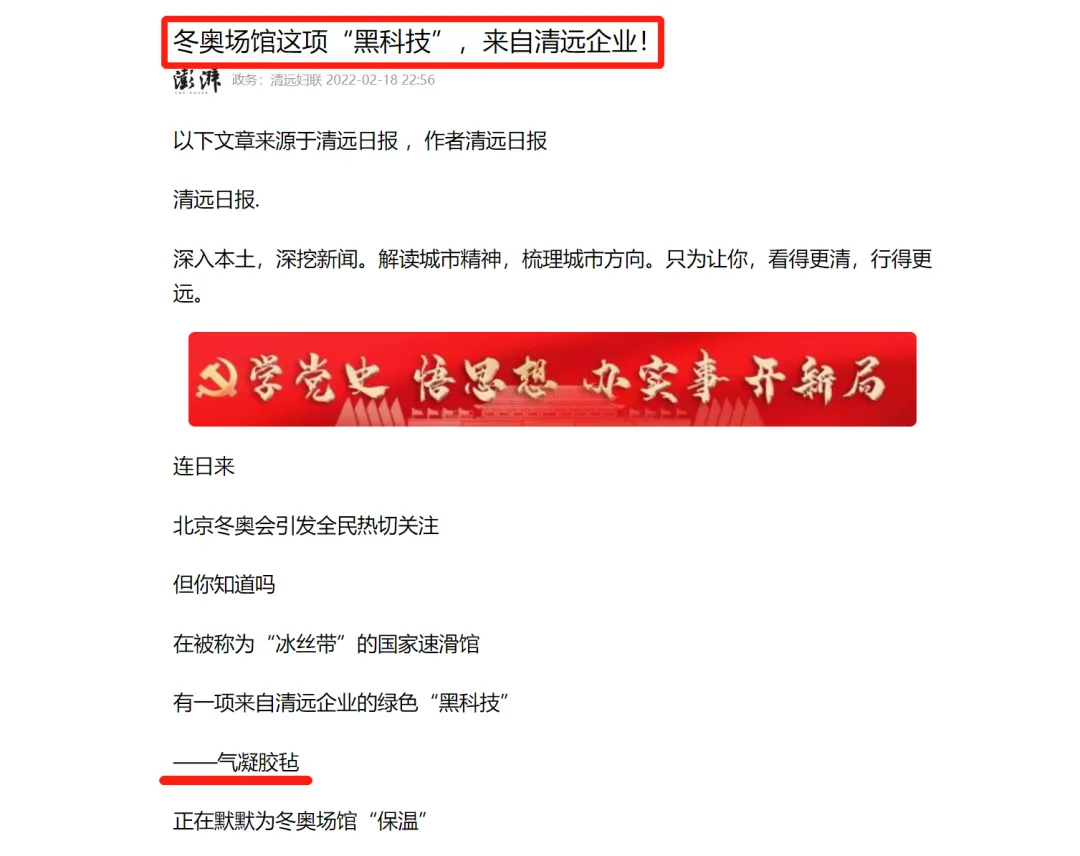 冬奥场馆这项“黑科技”，来自清远企业！
澎湃 政务：清远妇联 2022-02-18 22:56
以下文章来源于清远日报 ，作者清远日报
清远日报.
深入本土，深挖新闻。解读城市精神，梳理城市方向。只为让你，看得更清，行得更
远。
学党史 悟思想 办实事 开新局
连日来
北京冬奥会引发全民热切关注
但你知道吗
在被称为“冰丝带”的国家速滑馆
有一项来自清远企业的绿色“黑科技”
——气凝胶毡
正在默默为冬奥场馆“保温”